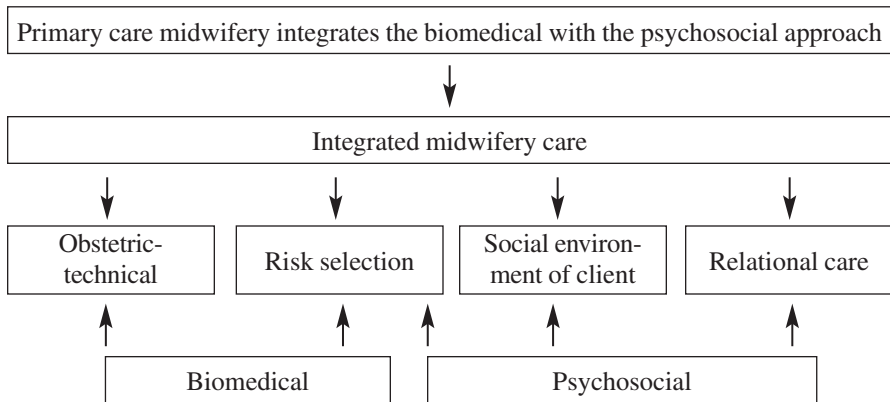 Primary care midwifery integrates the biomedical with the psychosocial approach
Integrated midwifery care
Obstetric-
technical
Risk selection
Social environ-
ment of client
Relational care
Biomedical
Psychosocial